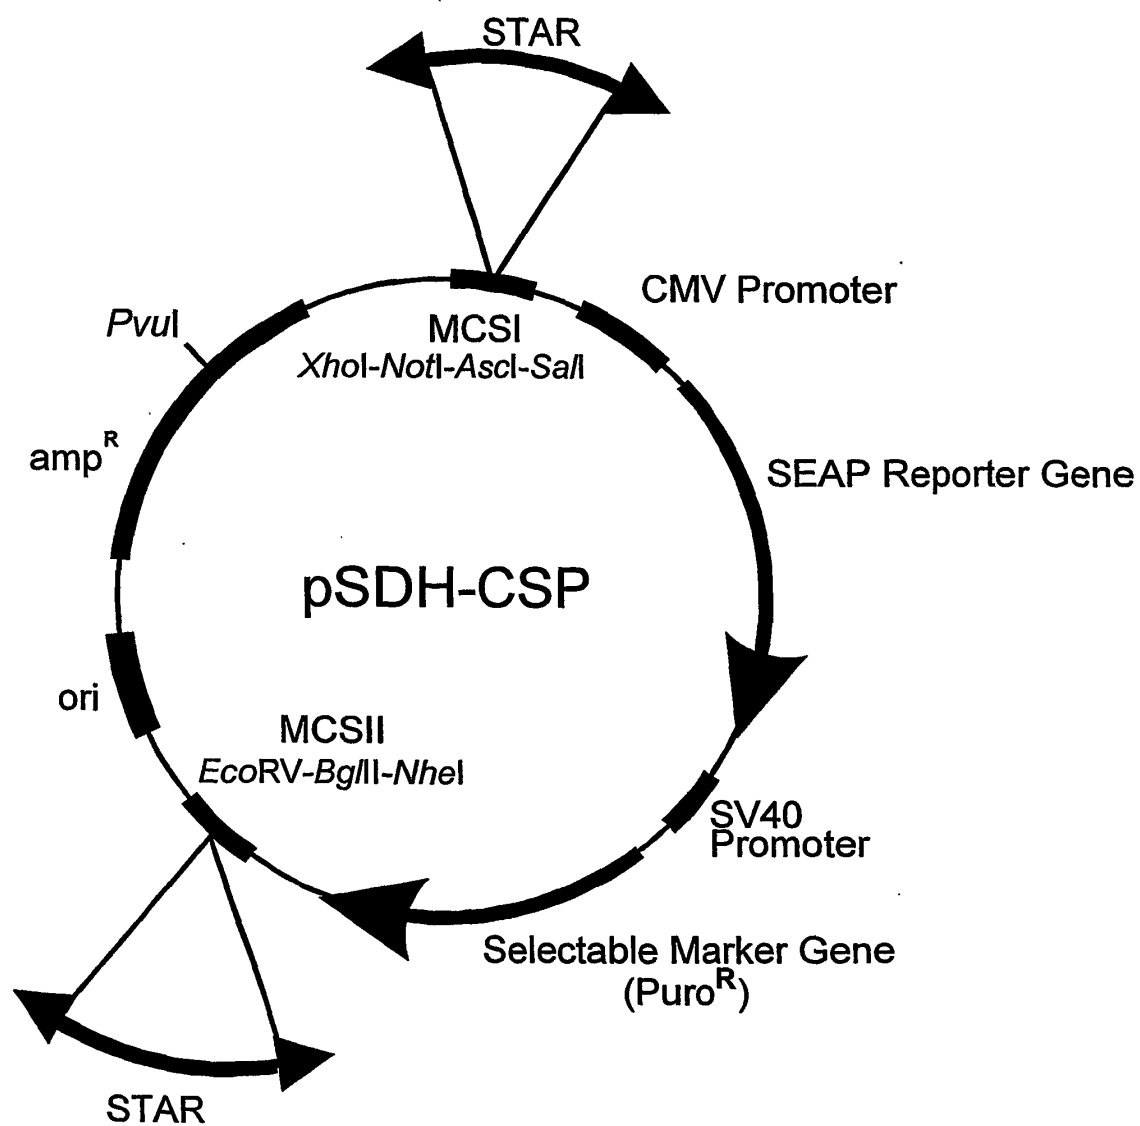 STAR
CMV Promoter
PvuI
MCSI
XhoI-NotI-AscI-SalI
amp^R
SEAP Reporter Gene
pSDH-CSP
ori
MCSII
EcoRV-BglII-NheI
SV40
Promoter
Selectable Marker Gene
(Puro^R)
STAR